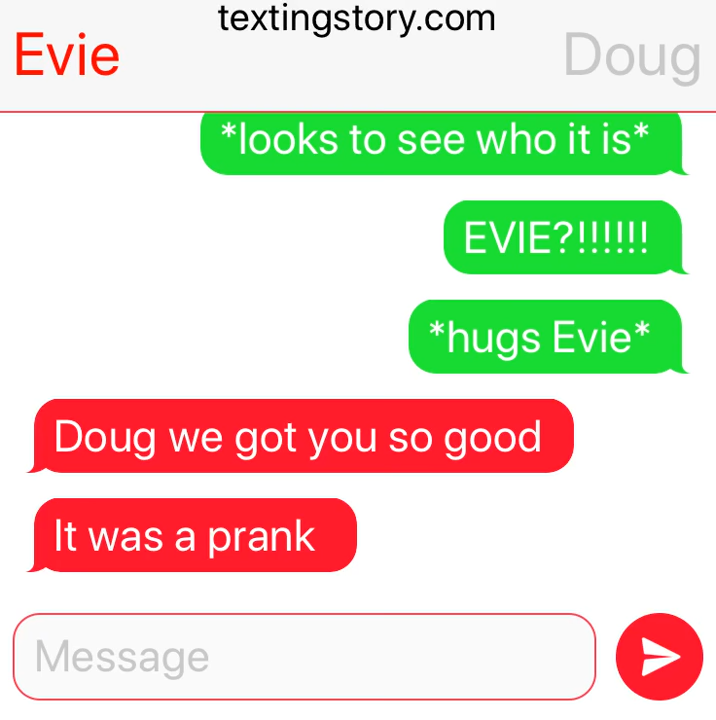 textingstory.com
Evie
Doug
*looks to see who it is*
EVIE?!!!!!!
*hugs Evie*
Doug we got you so good
It was a prank
Message